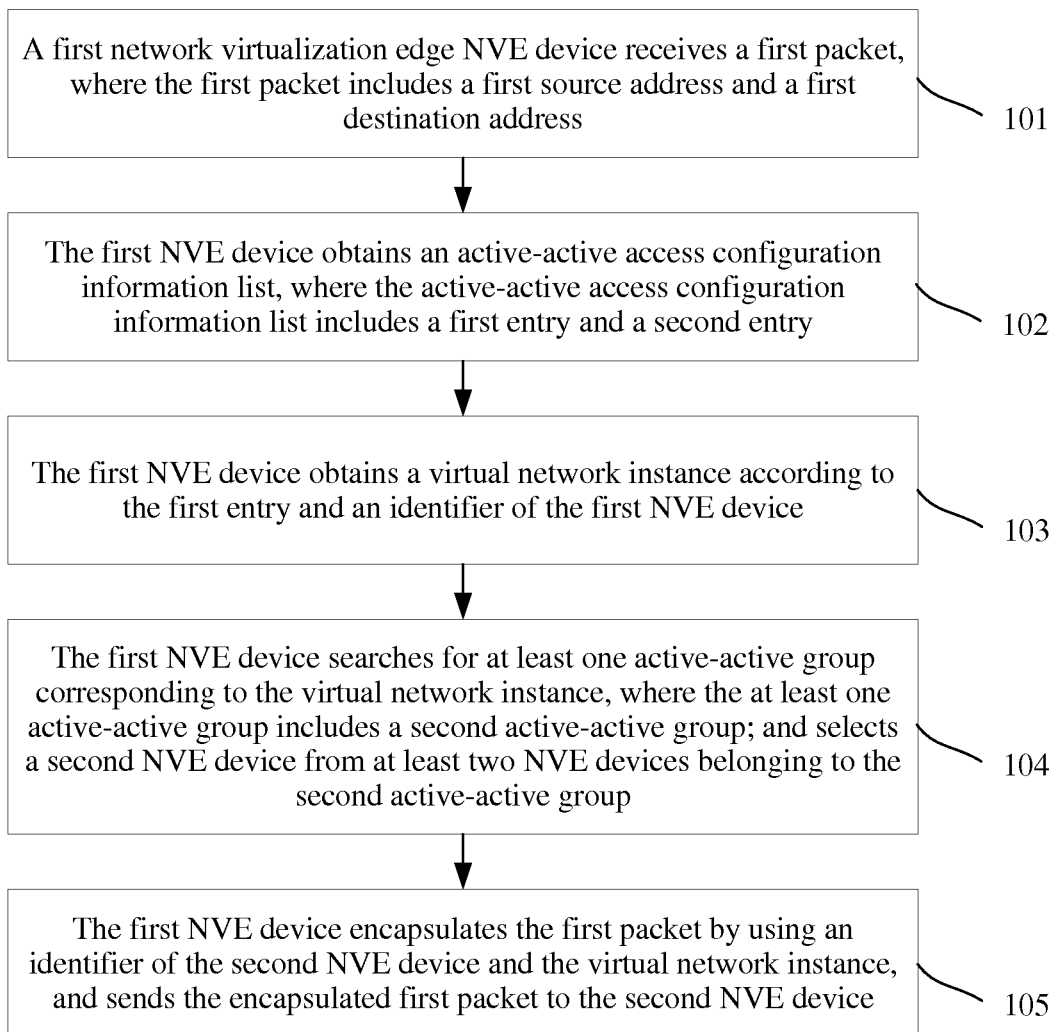 A first network virtualization edge NVE device receives a first packet,
where the first packet includes a first source address and a first
destination address
101
The first NVE device obtains an active-active access configuration
information list, where the active-active access configuration
information list includes a first entry and a second entry
102
The first NVE device obtains a virtual network instance according to
the first entry and an identifier of the first NVE device
103
The first NVE device searches for at least one active-active group
corresponding to the virtual network instance, where the at least one
active-active group includes a second active-active group; and selects
a second NVE device from at least two NVE devices belonging to the
second active-active group
104
The first NVE device encapsulates the first packet by using an
identifier of the second NVE device and the virtual network instance,
and sends the encapsulated first packet to the second NVE device
105